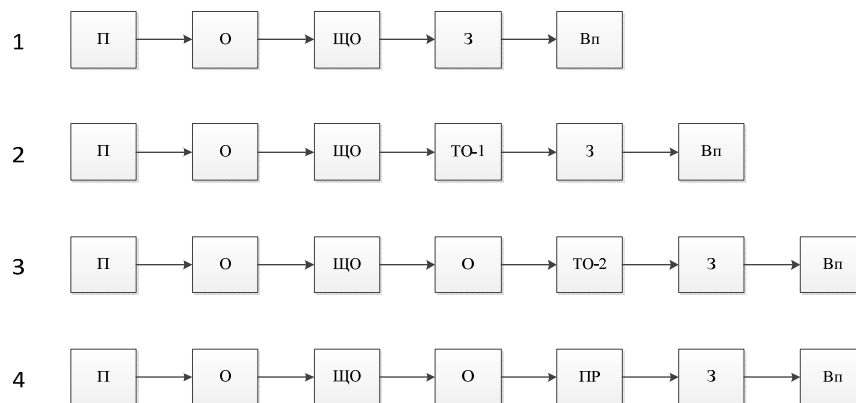 1 П О ЩО З Вп
2 П О ЩО ТО-1 З Вп
3 П О ЩО О ТО-2 З Вп
4 П О ЩО О ПР З Вп